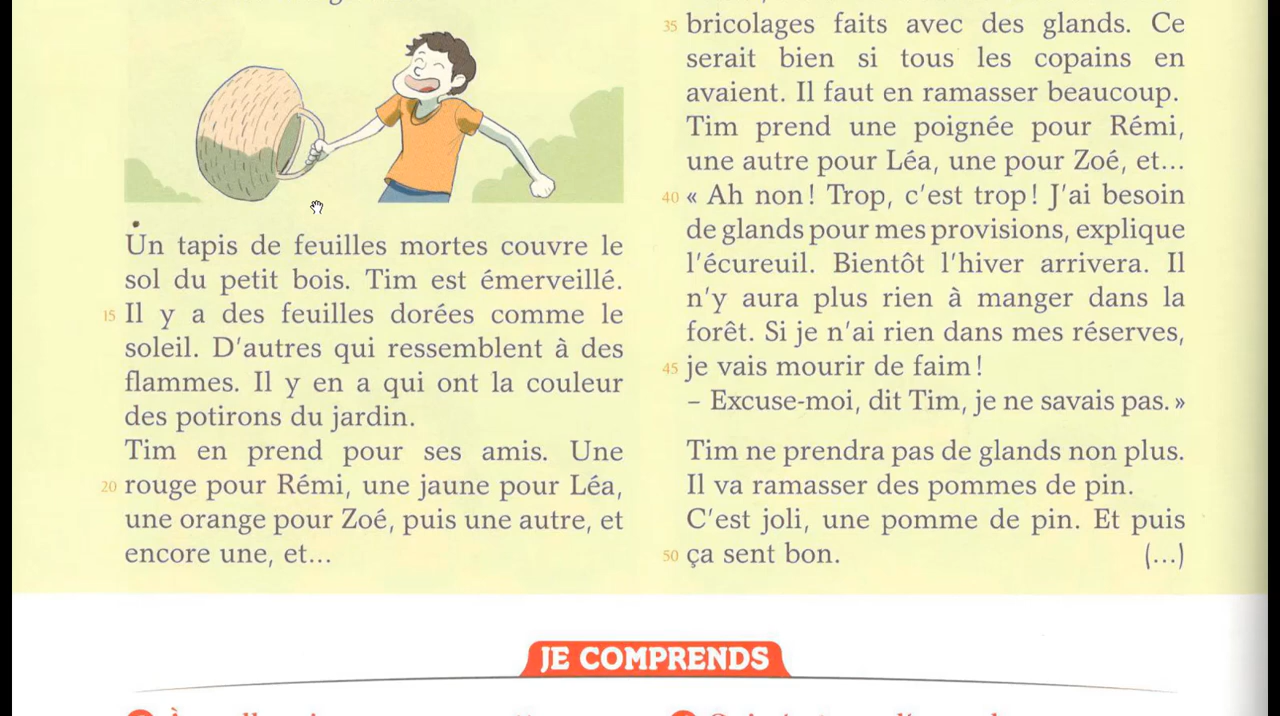 Un tapis de feuilles mortes couvre le
sol du petit bois. Tim est émerveillé.
15 Il y a des feuilles dorées comme le
soleil. D'autres qui ressemblent à des
flammes. Il y en a qui ont la couleur
des potirons du jardin.
Tim en prend pour ses amis. Une
20 rouge pour Rémi, une jaune pour Léa,
une orange pour Zoé, puis une autre, et
encore une, et...
35 bricolages faits avec des glands. Ce
serait bien si tous les copains en
avaient. Il faut en ramasser beaucoup.
Tim prend une poignée pour Rémi,
une autre pour Léa, une pour Zoé, et...
40 « Ah non ! Trop, c'est trop ! J'ai besoin
de glands pour mes provisions, explique
l'écureuil. Bientôt l'hiver arrivera. Il
n'y aura plus rien à manger dans la
forêt. Si je n'ai rien dans mes réserves,
45 je vais mourir de faim !
– Excuse-moi, dit Tim, je ne savais pas. »
Tim ne prendra pas de glands non plus.
Il va ramasser des pommes de pin.
C'est joli, une pomme de pin. Et puis
50 ça sent bon. (...)
JE COMPRENDS